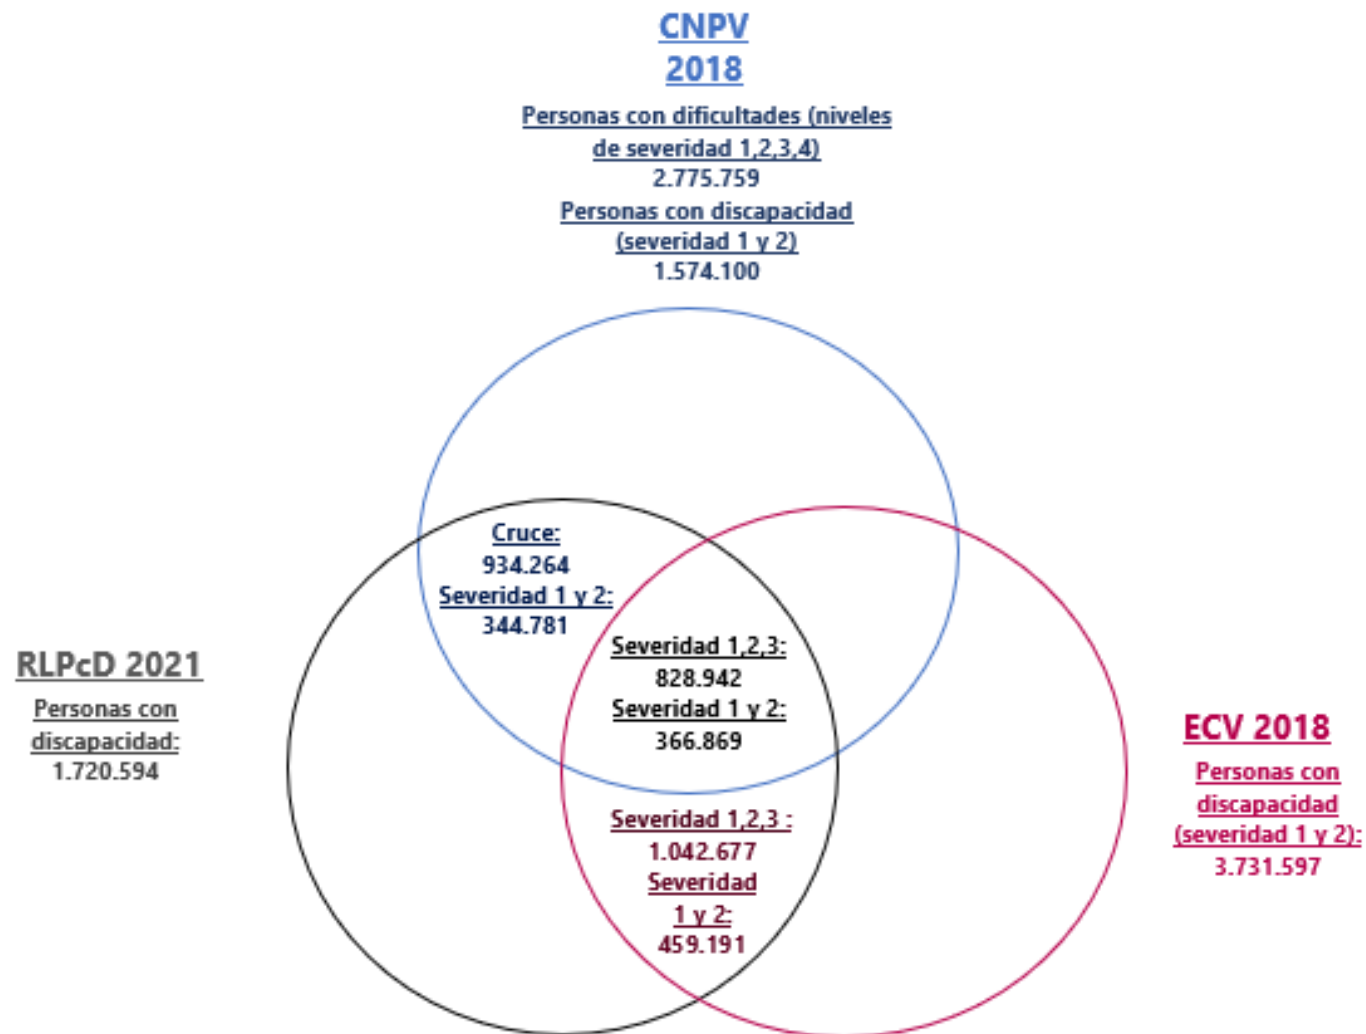 CNPV
2018
Personas con dificultades (niveles
de severidad 1,2,3,4)
2.775.759
Personas con discapacidad
(severidad 1 y 2)
1.574.100
Cruce:
934.264
Severidad 1 y 2:
344.781
Severidad 1,2,3:
828.942
Severidad 1 y 2:
366.869
RLPcD 2021
Personas con
discapacidad:
1.720.594
ECV 2018
Personas con
discapacidad
(severidad 1 y 2):
3.731.597
Severidad 1,2,3 :
1.042.677
Severidad
1 y 2:
459.191